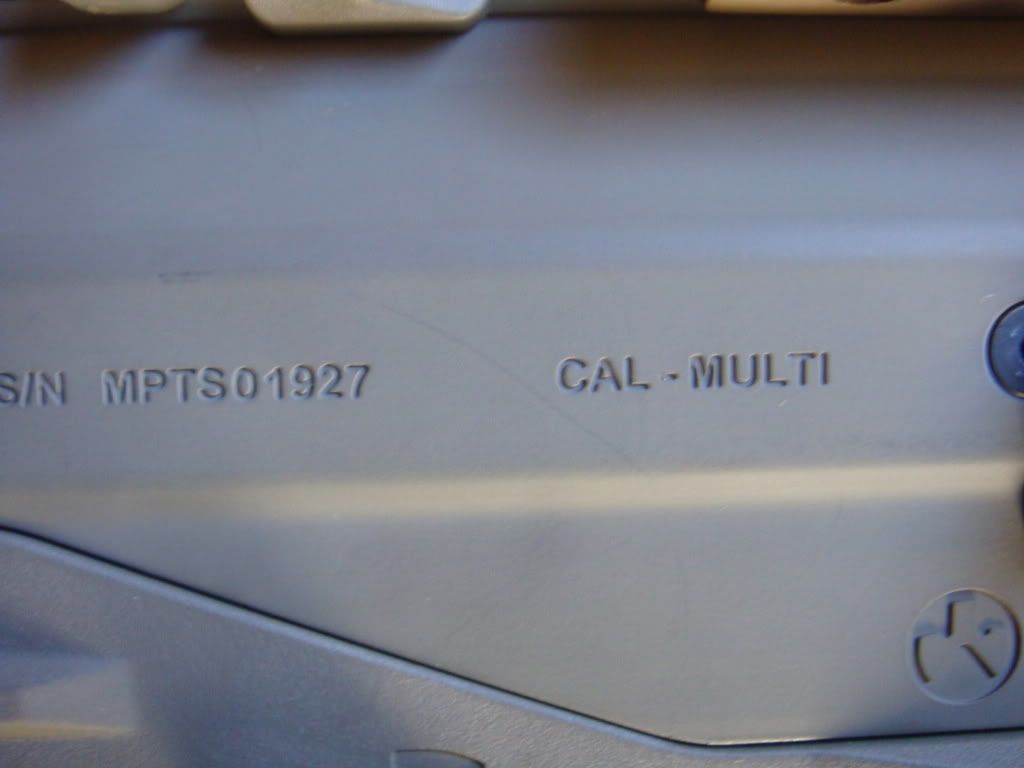 S/N MPTS01927 CAL-MULTI